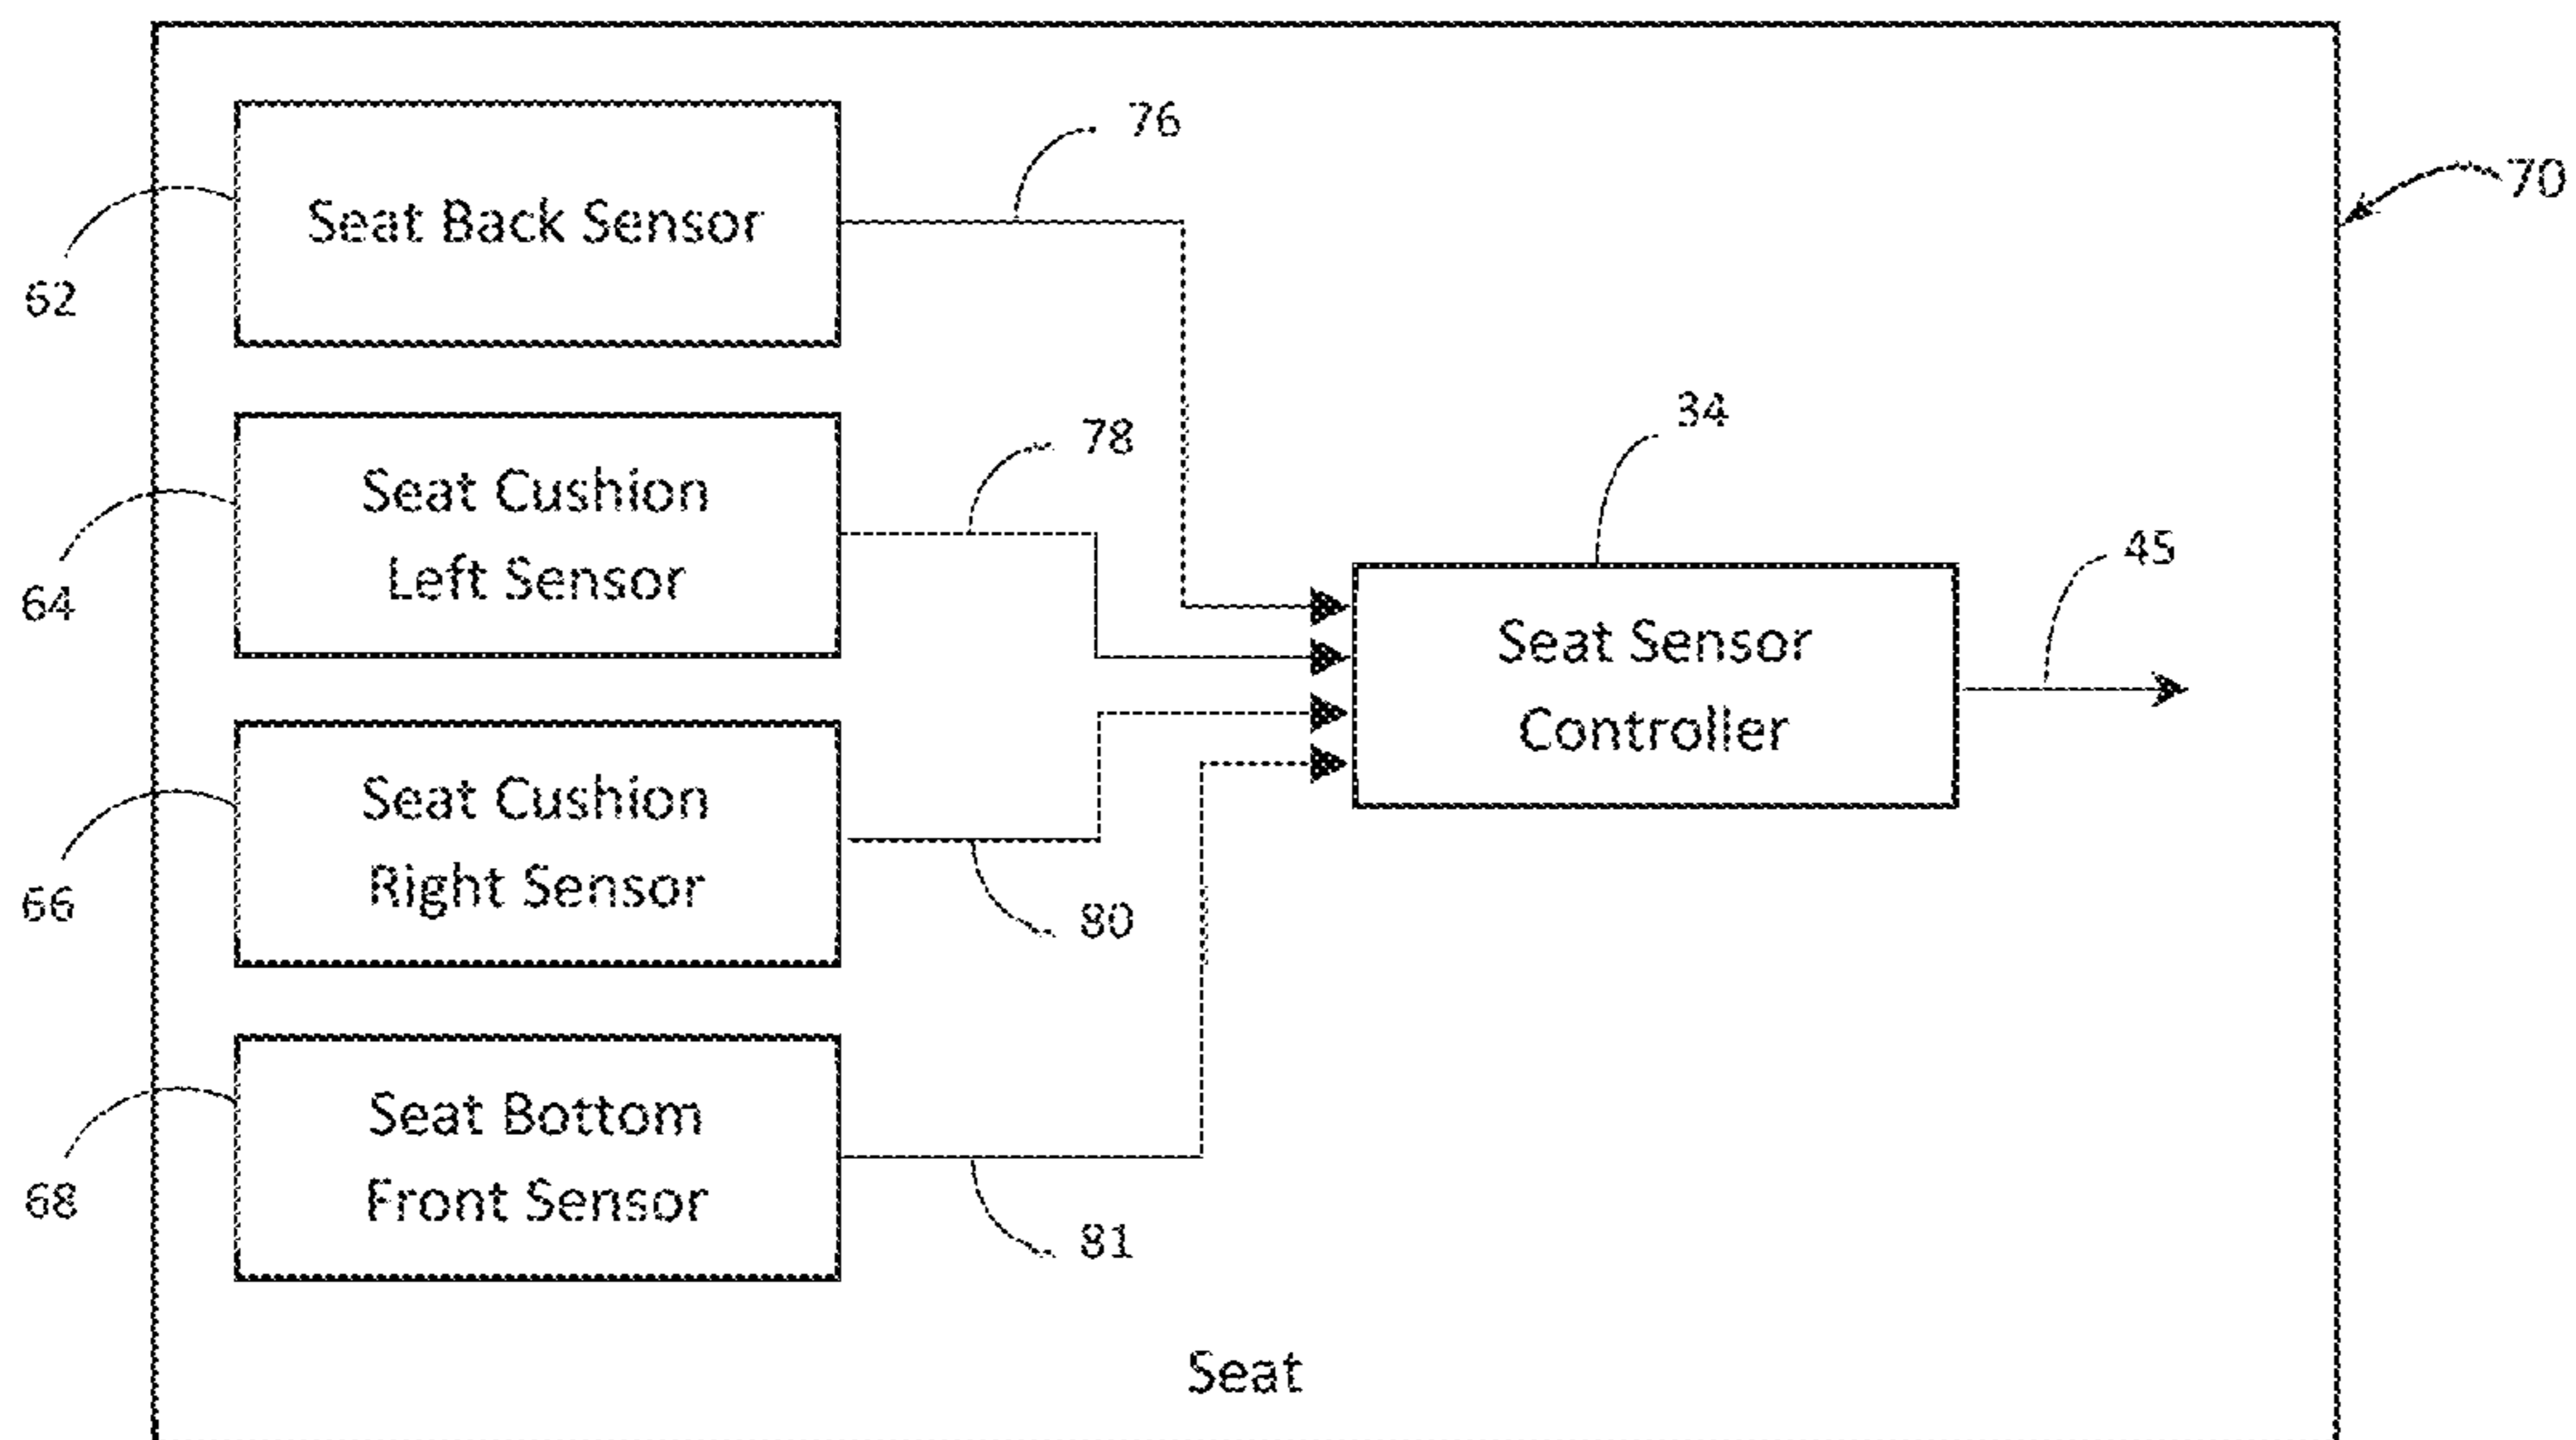 76
70
Seat Back Sensor
62
34
78
Seat Cushion
Left Sensor
64
45
Seat Sensor
Controller
Seat Cushion
Right Sensor
66
80
Seat Bottom
Front Sensor
68
81
Seat